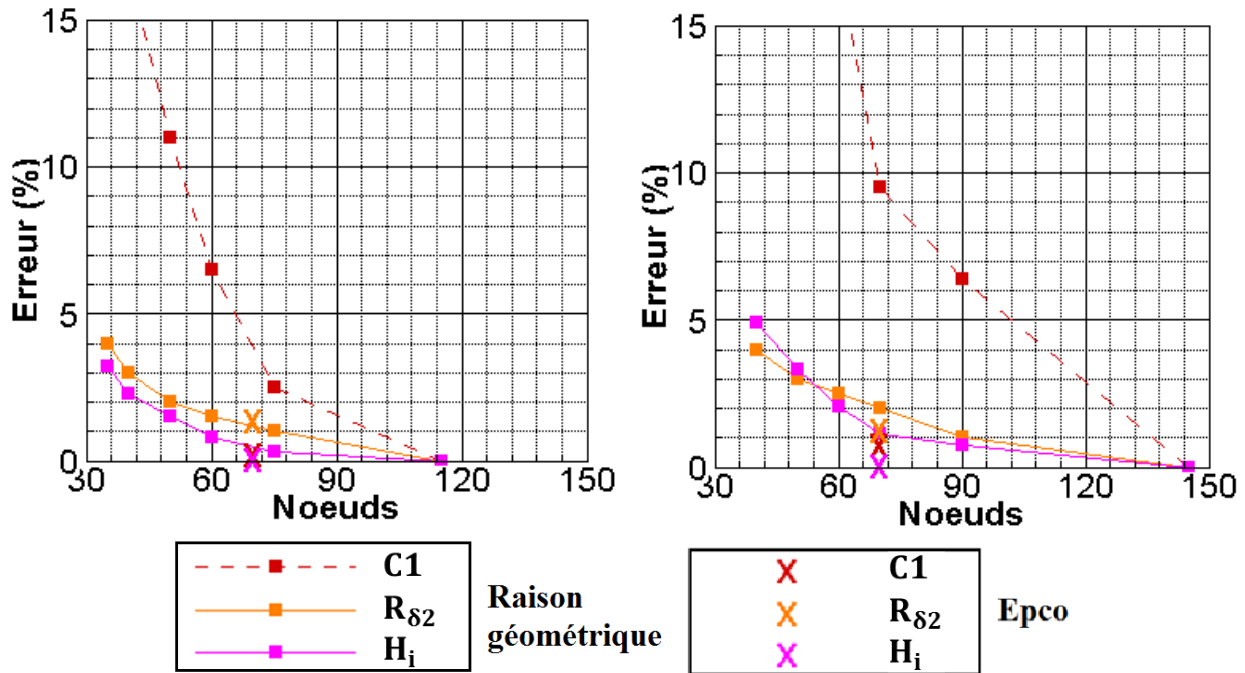 15
10
5
0
Erreur (%)
30 60 90 120 150
Noeuds
15
10
5
0
Erreur (%)
30 60 90 120 150
Noeuds
C1
Rδ2
Hi
Raison
géométrique
C1
Rδ2
Hi
Epco